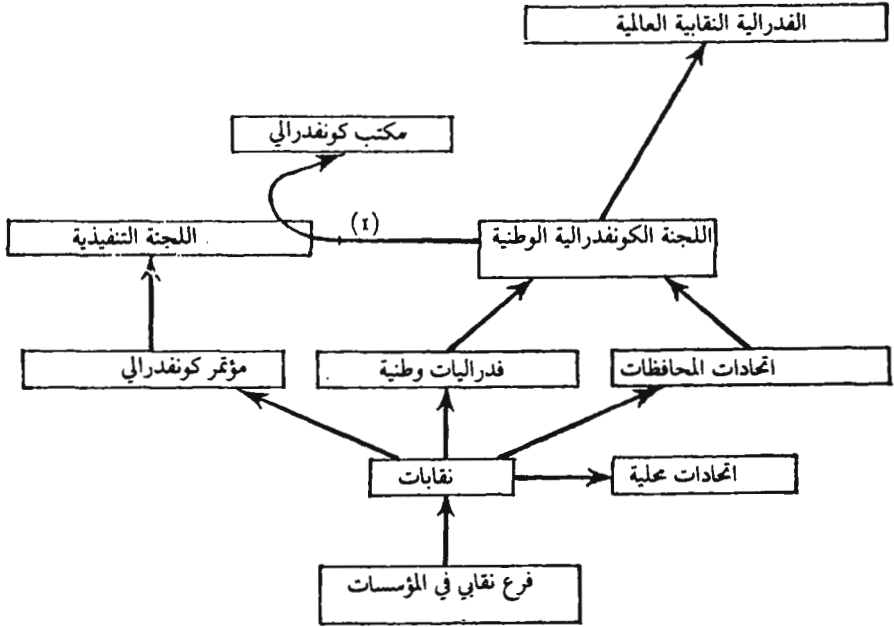 الفدرالية النقابية العالمية
مكتب كونفدرالي
(٢)
اللجنة الكونفدرالية الوطنية
اللجنة التنفيذية
اتحادات المحافظات
فدراليات وطنية
مؤتمر كونفدرالي
نقابات
اتحادات محلية
فرع نقابي في المؤسسات